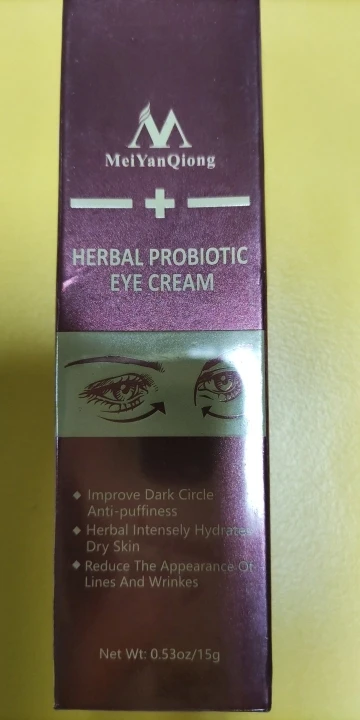 MeiYanQiong
HERBAL PROBIOTIC
EYE CREAM
Improve Dark Circle
Anti-puffiness
Herbal Intensely Hydrates
Dry Skin
Reduce The Appearance Of
Lines And Wrinkes
Net Wt: 0.53oz/15g